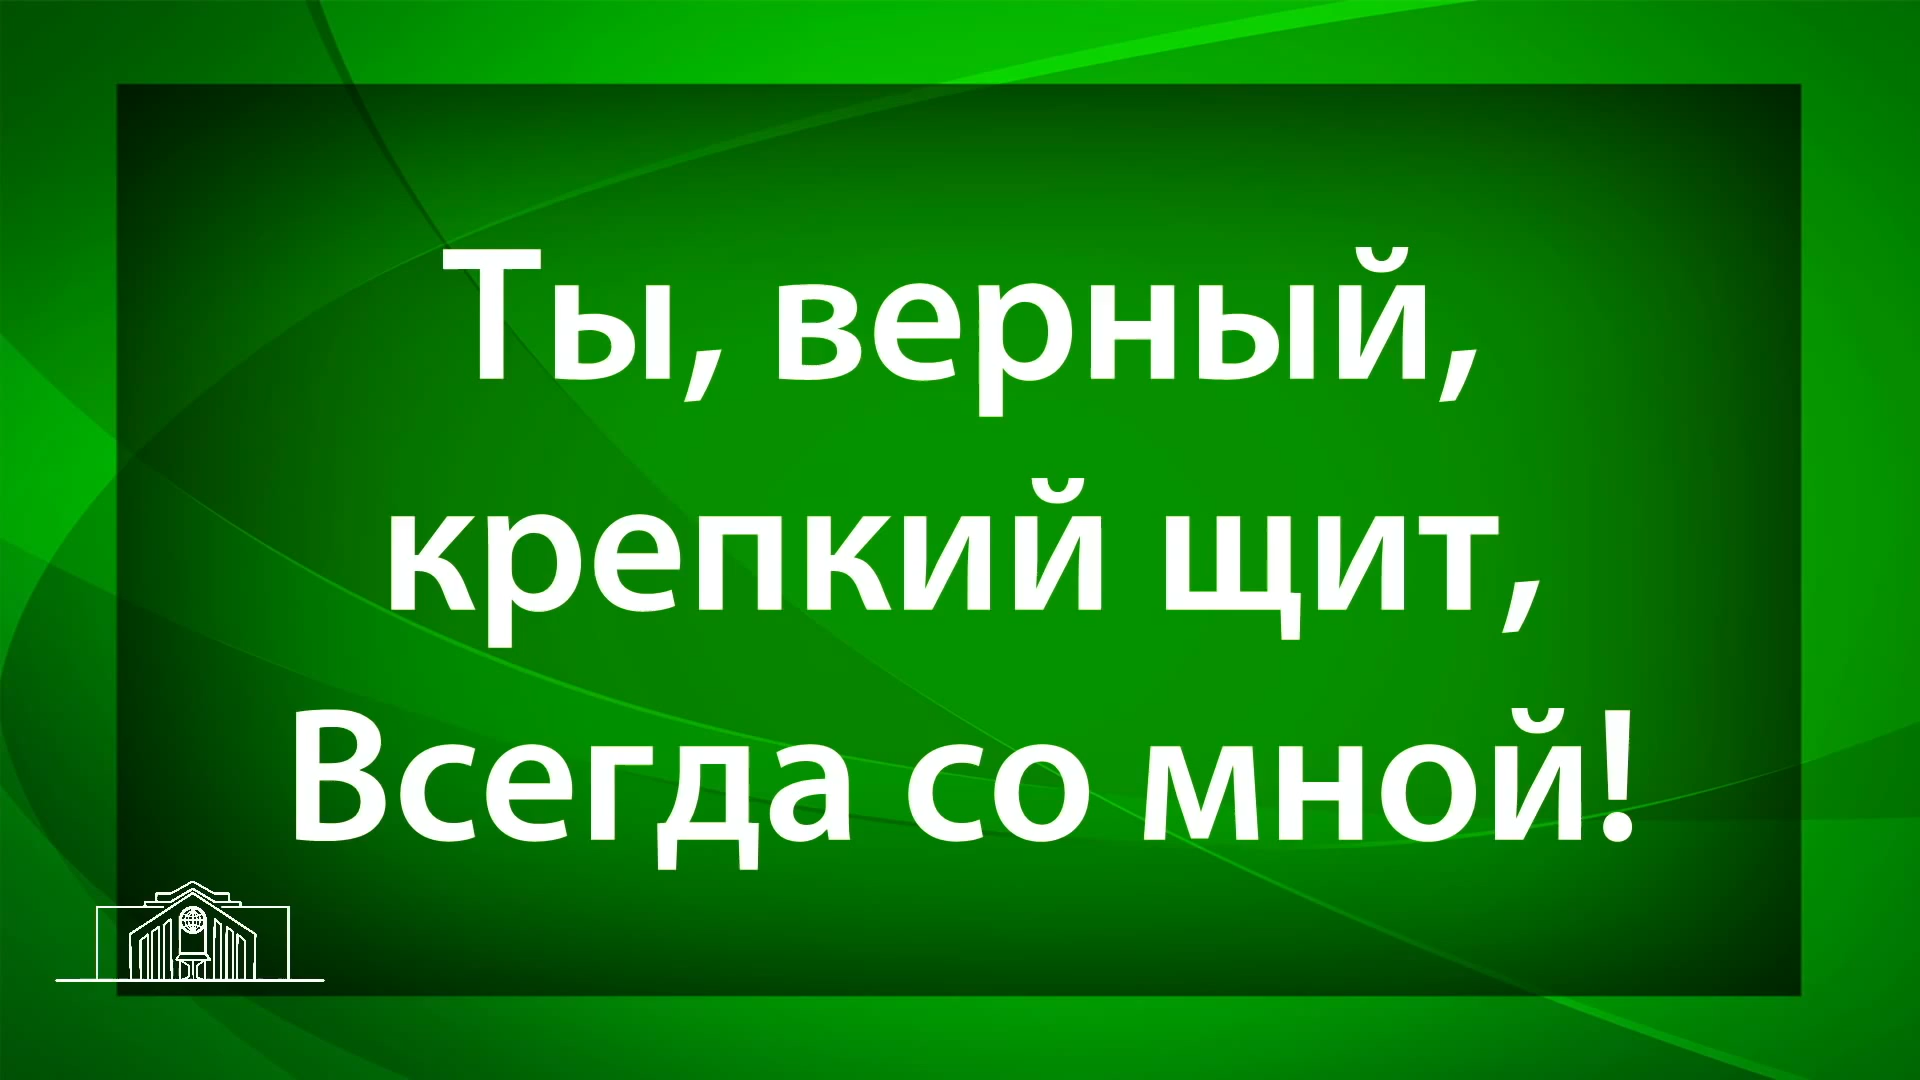 Ты, верный,
крепкий щит,
Всегда со мной!